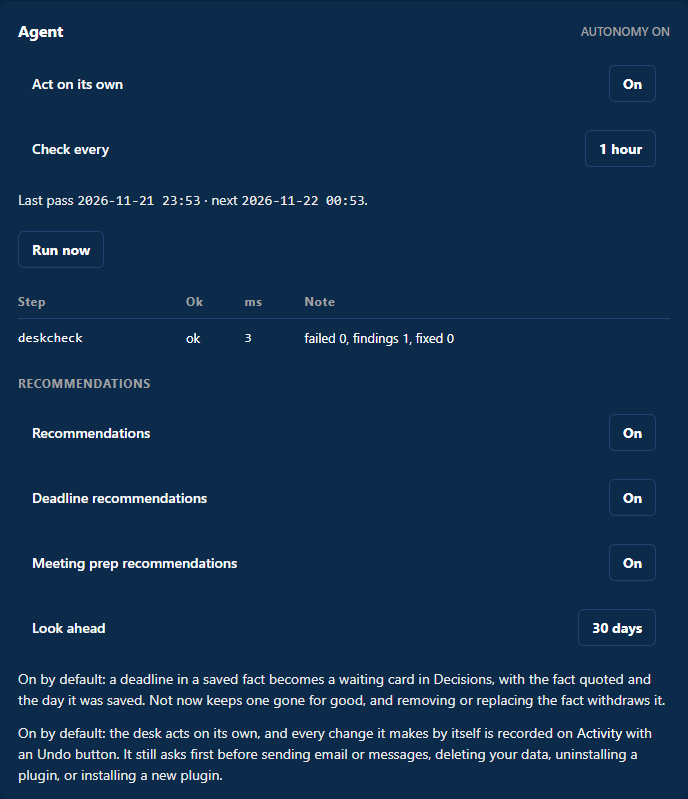 Agent AUTONOMY ON
Act on its own On
Check every 1 hour
Last pass 2026-11-21 23:53 · next 2026-11-22 00:53.
Run now
Step Ok ms Note
deskcheck ok 3 failed 0, findings 1, fixed 0
RECOMMENDATIONS
Recommendations On
Deadline recommendations On
Meeting prep recommendations On
Look ahead 30 days
On by default: a deadline in a saved fact becomes a waiting card in Decisions, with the fact quoted and
the day it was saved. Not now keeps one gone for good, and removing or replacing the fact withdraws it.
On by default: the desk acts on its own, and every change it makes by itself is recorded on Activity with
an Undo button. It still asks first before sending email or messages, deleting your data, uninstalling a
plugin, or installing a new plugin.